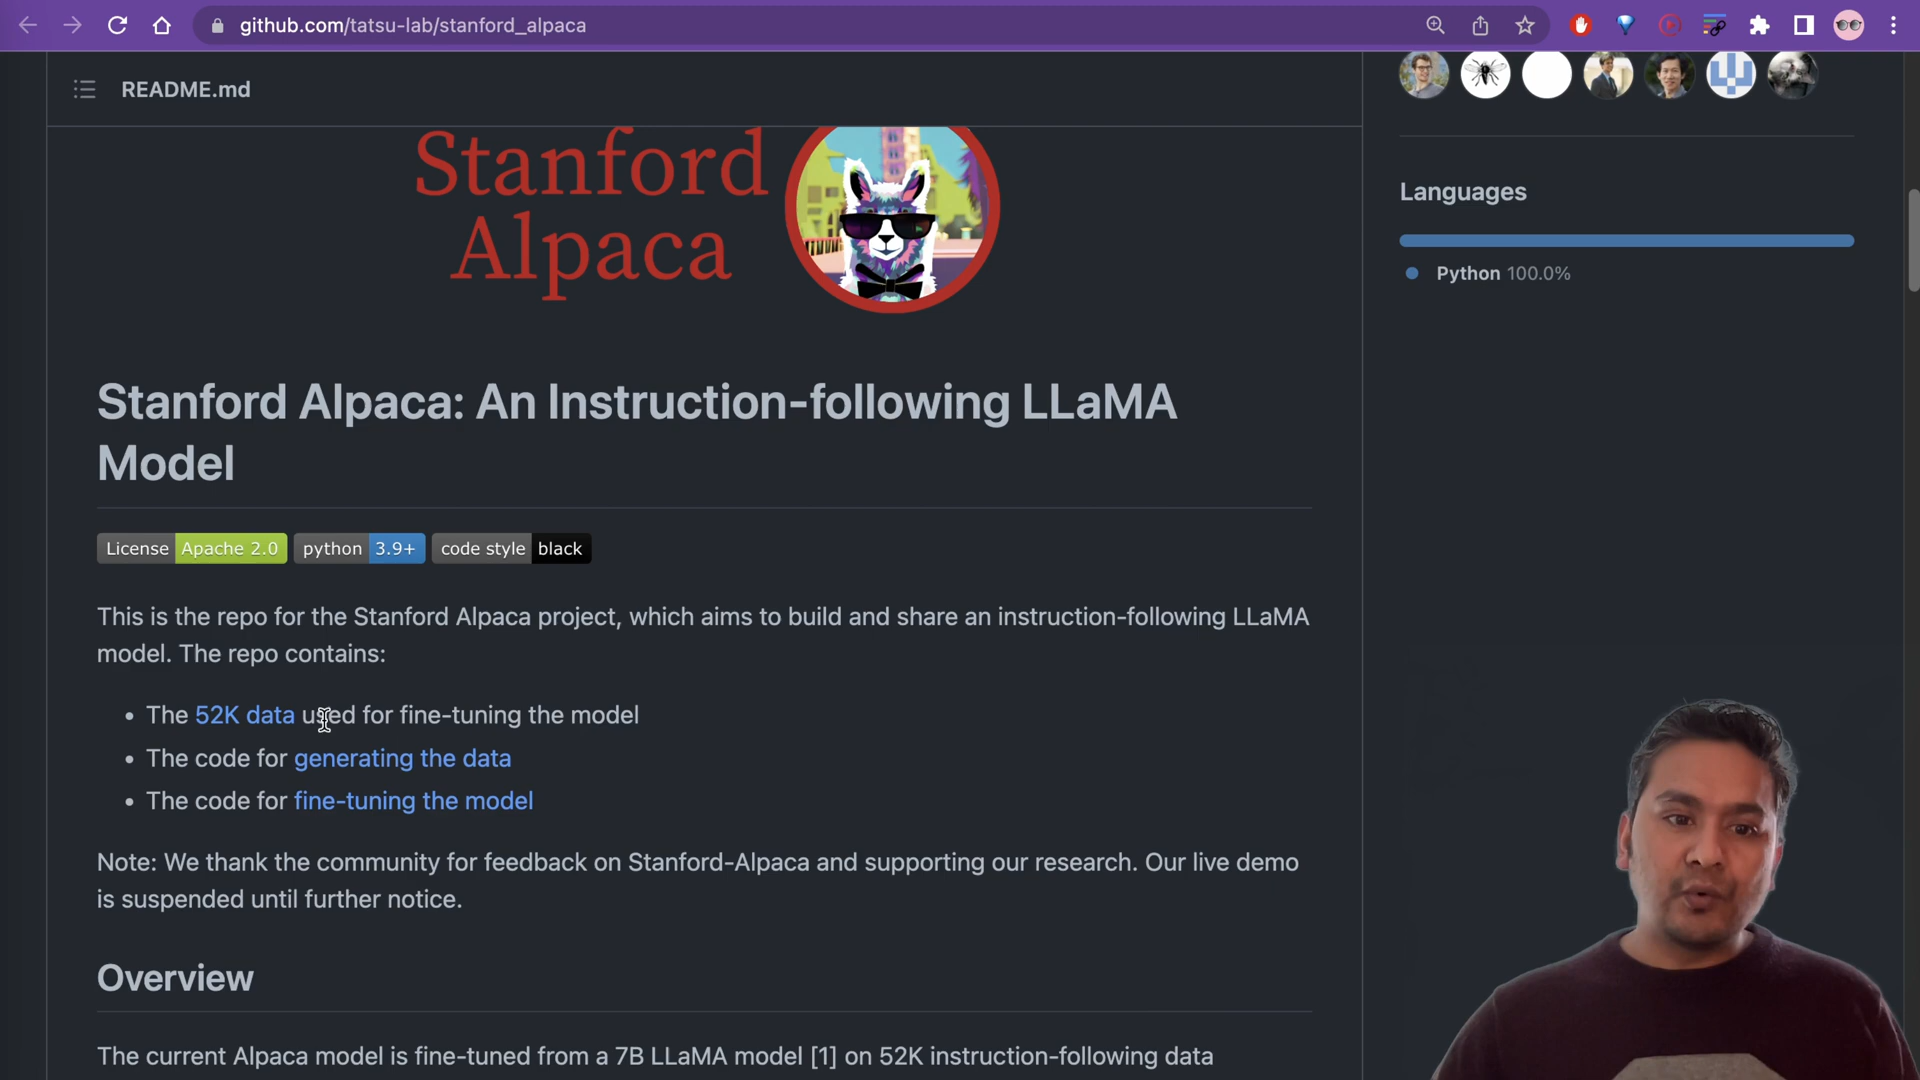 github.com/tatsu-lab/stanford_alpaca
README.md
Stanford
Alpaca
Languages
Python 100.0%
Stanford Alpaca: An Instruction-following LLaMA
Model
License Apache 2.0 python 3.9+ code style black
This is the repo for the Stanford Alpaca project, which aims to build and share an instruction-following LLaMA
model. The repo contains:
• The 52K data used for fine-tuning the model
• The code for generating the data
• The code for fine-tuning the model
Note: We thank the community for feedback on Stanford-Alpaca and supporting our research. Our live demo
is suspended until further notice.
Overview
The current Alpaca model is fine-tuned from a 7B LLaMA model [1] on 52K instruction-following data